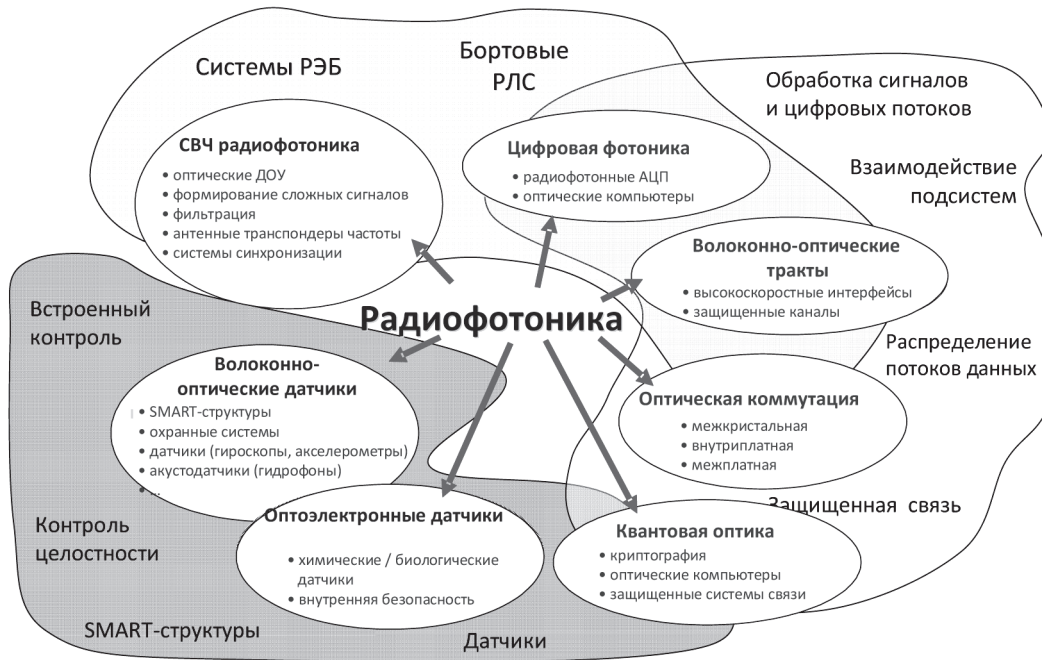 Системы РЭБ
Бортовые
РЛС
Обработка сигналов
и цифровых потоков
СВЧ радиофотоника
• оптические ДОУ
• формирование сложных сигналов
• фильтрация
• антенные транспондеры частоты
• системы синхронизации
Цифровая фотоника
• радиофотонные АЦП
• оптические компьютеры
Взаимодействие
подсистем
Волоконно-оптические
тракты
• высокоскоростные интерфейсы
• защищенные каналы
Радиофотоника
Встроенный
контроль
Распределение
потоков данных
Волоконно-
оптические датчики
• SMART-структуры
• охранные системы
• датчики (гироскопы, акселерометры)
• акустодатчики (гидрофоны)
• ...
Оптическая коммутация
• межкристальная
• внутриплатная
• межплатная
Защищенная связь
Контроль
целостности
Оптоэлектронные датчики
• химические / биологические
датчики
• внутренняя безопасность
Квантовая оптика
• криптография
• оптические компьютеры
• защищенные системы связи
SMART-структуры
Датчики